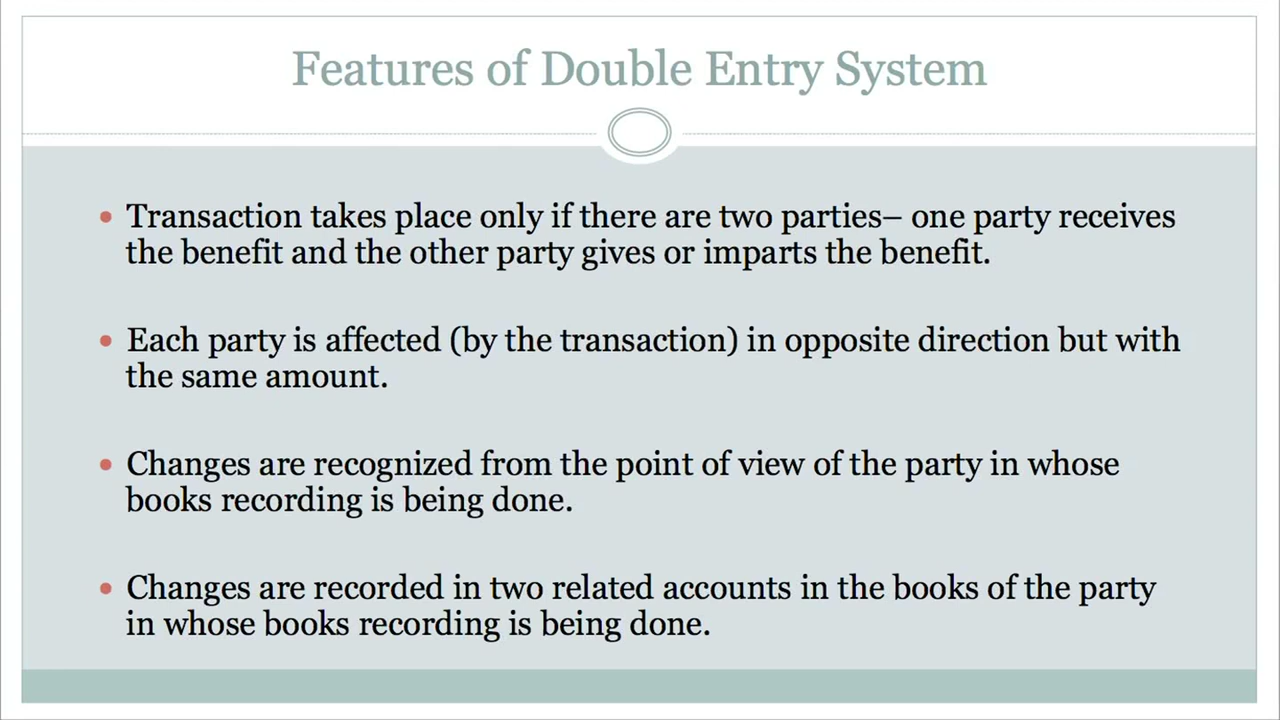 Features of Double Entry System
• Transaction takes place only if there are two parties– one party receives
the benefit and the other party gives or imparts the benefit.
• Each party is affected (by the transaction) in opposite direction but with
the same amount.
• Changes are recognized from the point of view of the party in whose
books recording is being done.
• Changes are recorded in two related accounts in the books of the party
in whose books recording is being done.